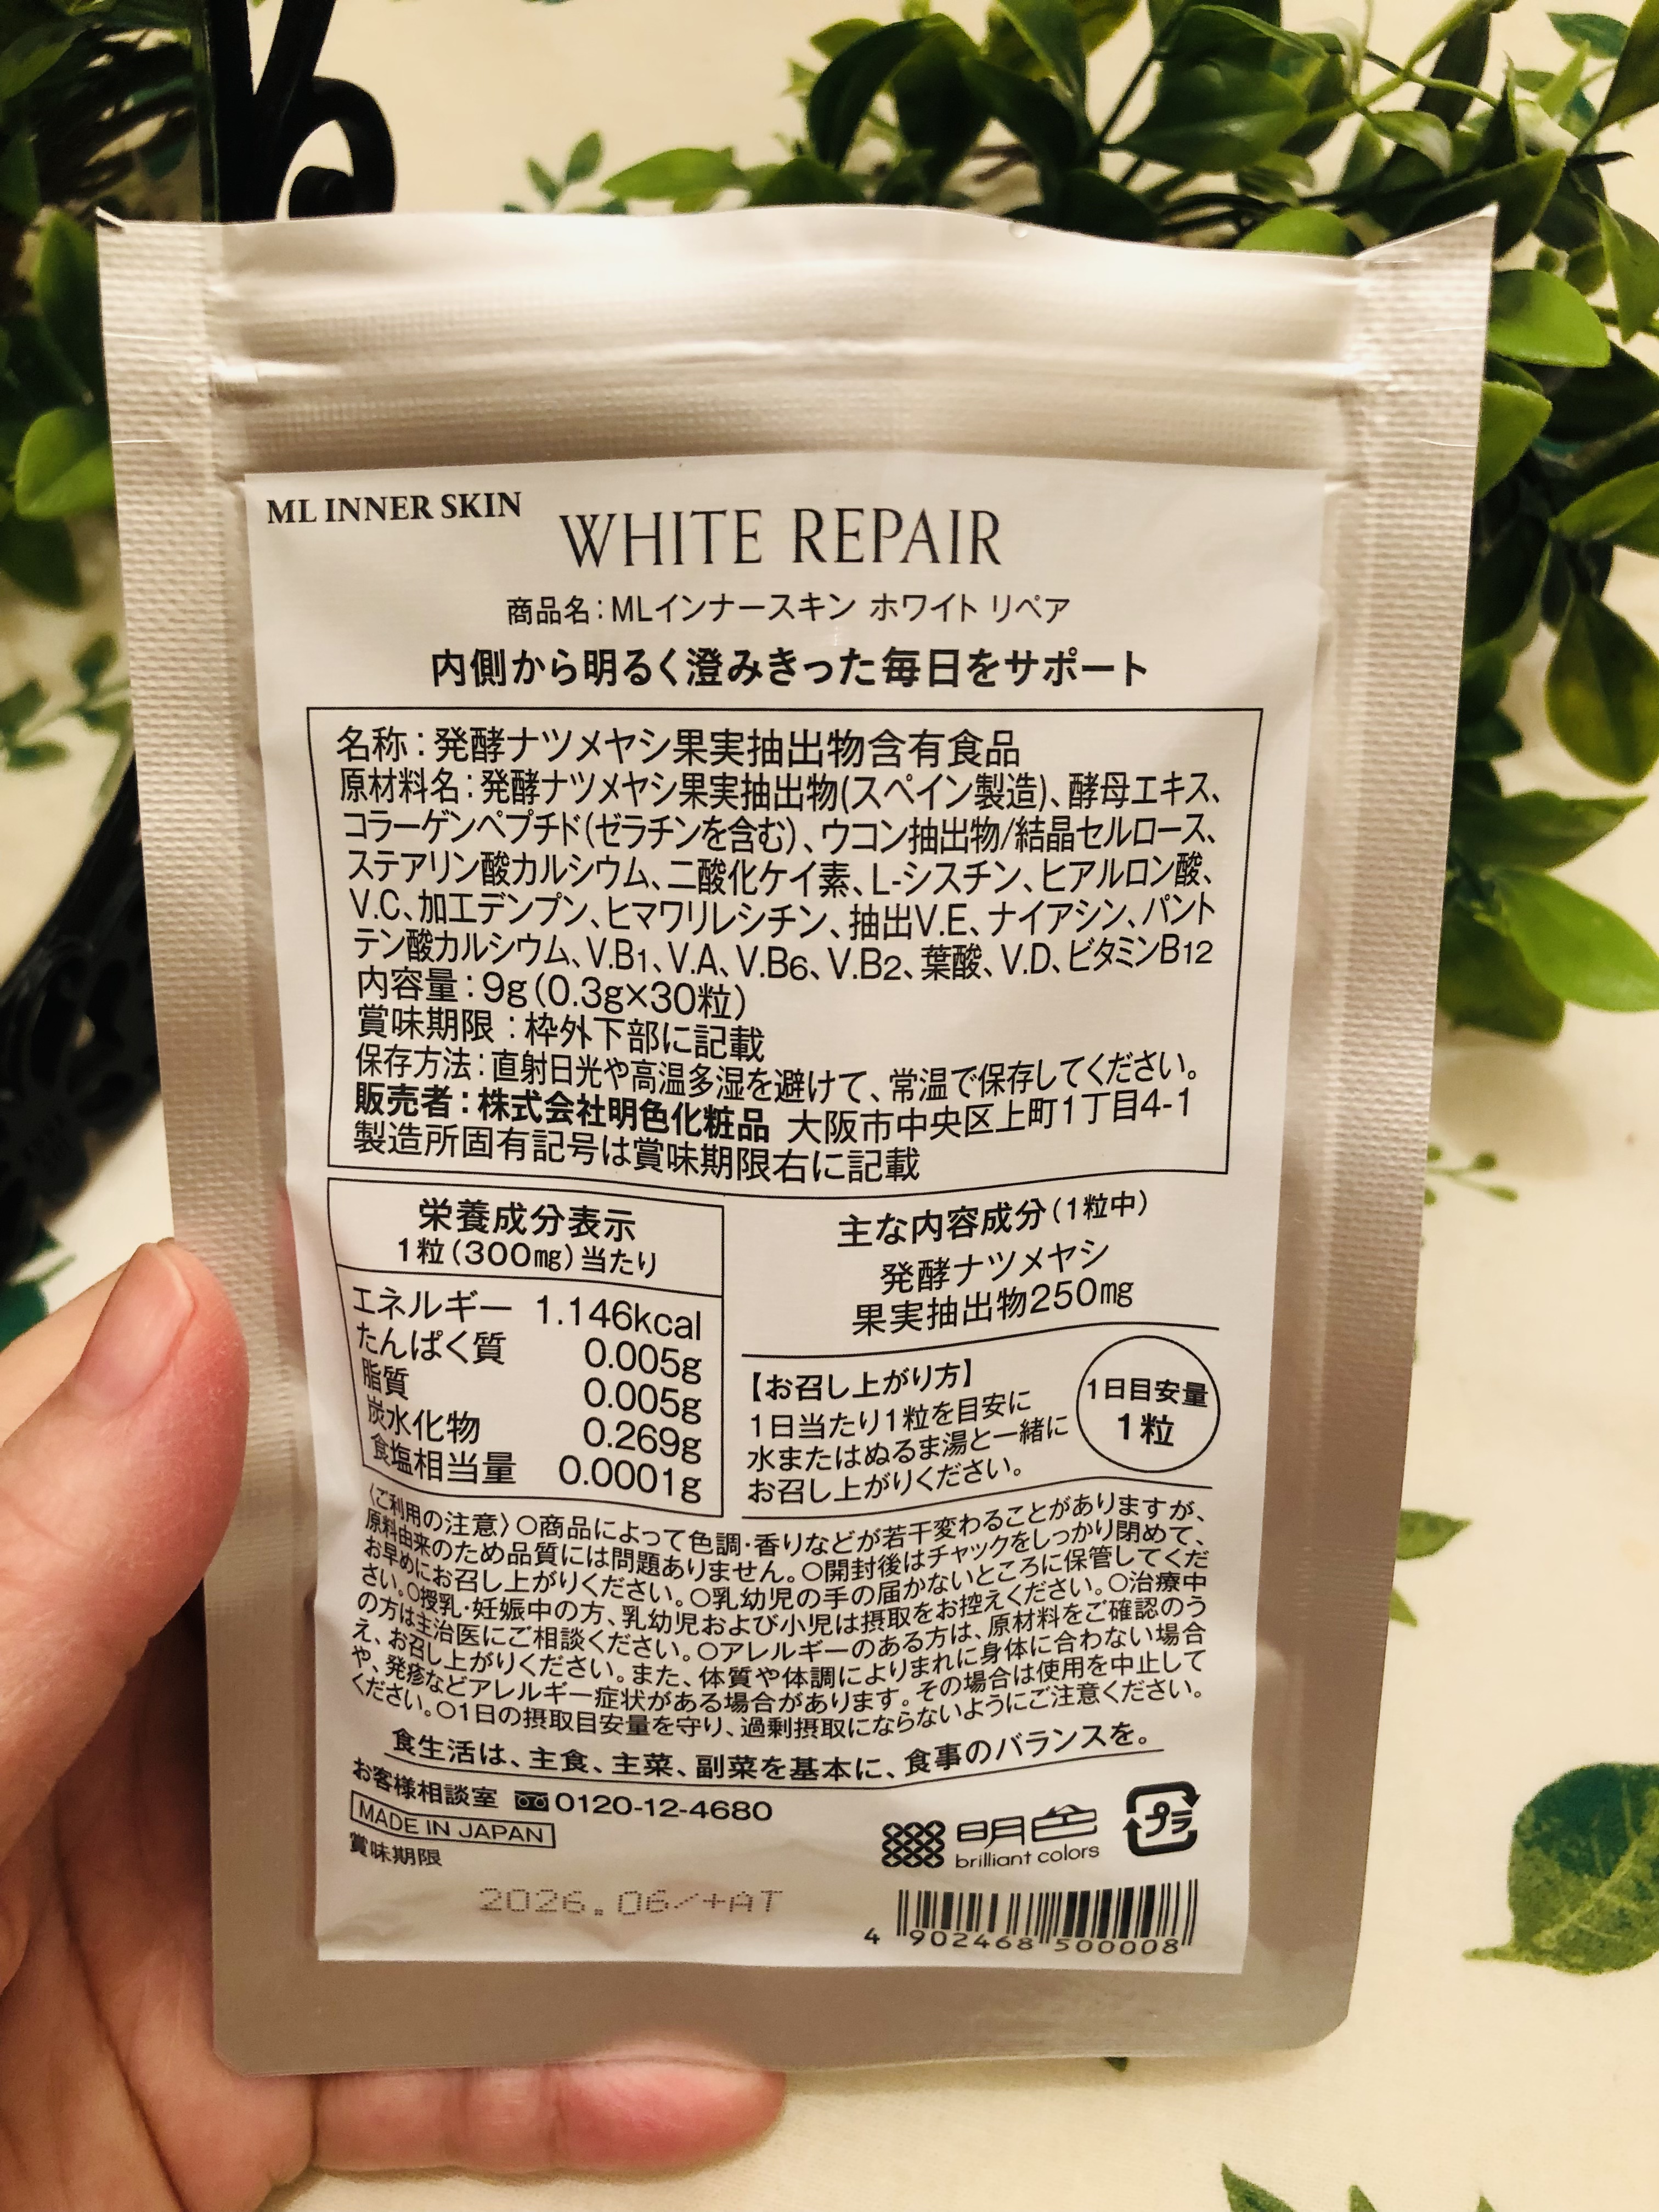 ML INNER SKIN
WHITE REPAIR
商品名：MLインナースキン ホワイト リペア
内側から明るく澄みきった毎日をサポート
名称：発酵ナツメヤシ果実抽出物含有食品
原材料名：発酵ナツメヤシ果実抽出物(スペイン製造)、酵母エキス、
コラーゲンペプチド(ゼラチンを含む)、ウコン抽出物/結晶セルロース、
ステアリン酸カルシウム、二酸化ケイ素、L-シスチン、ヒアルロン酸、
V.C、加工デンプン、ヒマワリレシチン、抽出V.E、ナイアシン、パント
テン酸カルシウム、V.B1、V.A、V.B6、V.B2、葉酸、V.D、ビタミンB12
内容量：9g(0.3g×30粒)
賞味期限：枠外下部に記載
保存方法：直射日光や高温多湿を避けて、常温で保存してください。
販売者：株式会社明色化粧品 大阪市中央区上町1丁目4-1
製造所固有記号は賞味期限右に記載
栄養成分表示
1粒(300㎎)当たり
エネルギー 1.146kcal
たんぱく質 0.005g
脂質 0.005g
炭水化物 0.269g
食塩相当量 0.0001g
主な内容成分(1粒中)
発酵ナツメヤシ
果実抽出物250㎎
【お召し上がり方】
1日当たり1粒を目安に
水またはぬるま湯と一緒に
お召し上がりください。
1日目安量
1粒
〈ご利用の注意〉○商品によって色調・香りなどが若干変わることがありますが、
原料由来のため品質には問題ありません。○開封後はチャックをしっかり閉めて、
お早めにお召し上がりください。○乳幼児の手の届かないところに保管してくだ
さい。○授乳・妊娠中の方、乳幼児および小児は摂取をお控えください。○治療中
の方は主治医にご相談ください。○アレルギーのある方は、原材料をご確認のう
え、お召し上がりください。また、体質や体調によりまれに身体に合わない場合
や、発疹などアレルギー症状がある場合があります。その場合は使用を中止して
ください。○1日の摂取目安量を守り、過剰摂取にならないようにご注意ください。
食生活は、主食、主菜、副菜を基本に、食事のバランスを。
お客様相談室 0120-12-4680
MADE IN JAPAN
賞味期限
2026.06/+AT
明色
brilliant colors
プラ
4 902468 500008